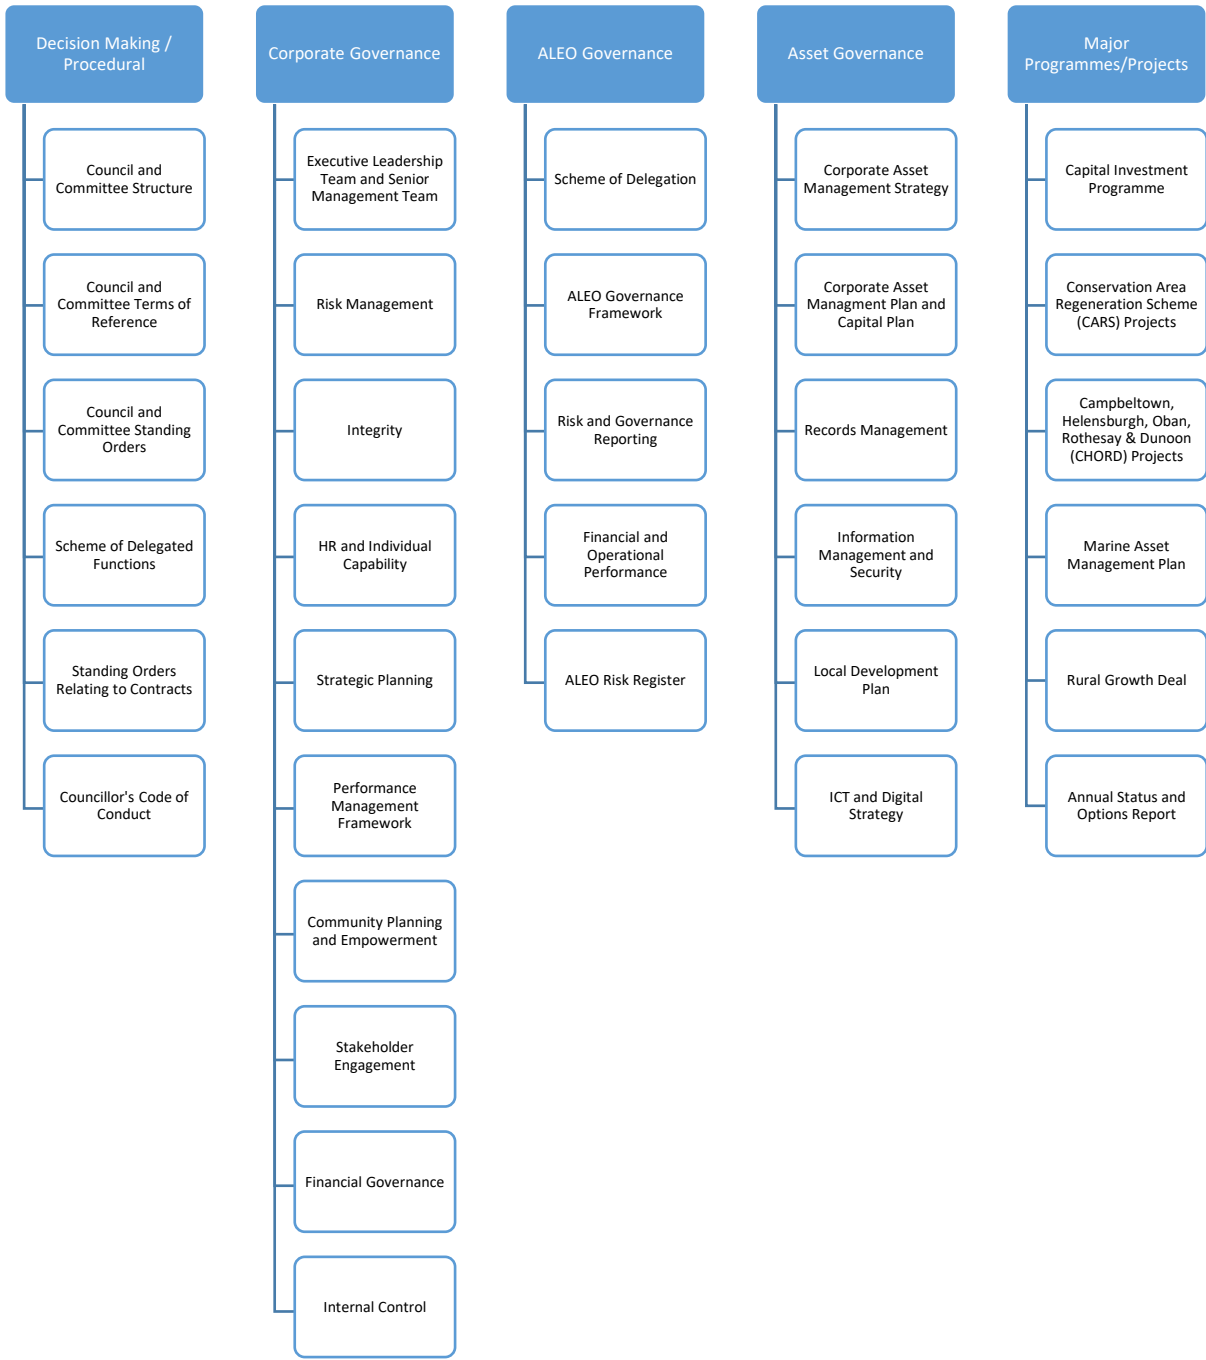 Decision Making /
Procedural
Council and
Committee Structure
Council and
Committee Terms of
Reference
Council and
Committee Standing
Orders
Scheme of Delegated
Functions
Standing Orders
Relating to Contracts
Councillor's Code of
Conduct
Corporate Governance
Executive Leadership
Team and Senior
Management Team
Risk Management
Integrity
HR and Individual
Capability
Strategic Planning
Performance
Management
Framework
Community Planning
and Empowerment
Stakeholder
Engagement
Financial Governance
Internal Control
ALEO Governance
Scheme of Delegation
ALEO Governance
Framework
Risk and Governance
Reporting
Financial and
Operational
Performance
ALEO Risk Register
Asset Governance
Corporate Asset
Management Strategy
Corporate Asset
Managment Plan and
Capital Plan
Records Management
Information
Management and
Security
Local Development
Plan
ICT and Digital
Strategy
Major
Programmes/Projects
Capital Investment
Programme
Conservation Area
Regeneration Scheme
(CARS) Projects
Campbeltown,
Helensburgh, Oban,
Rothesay & Dunoon
(CHORD) Projects
Marine Asset
Management Plan
Rural Growth Deal
Annual Status and
Options Report